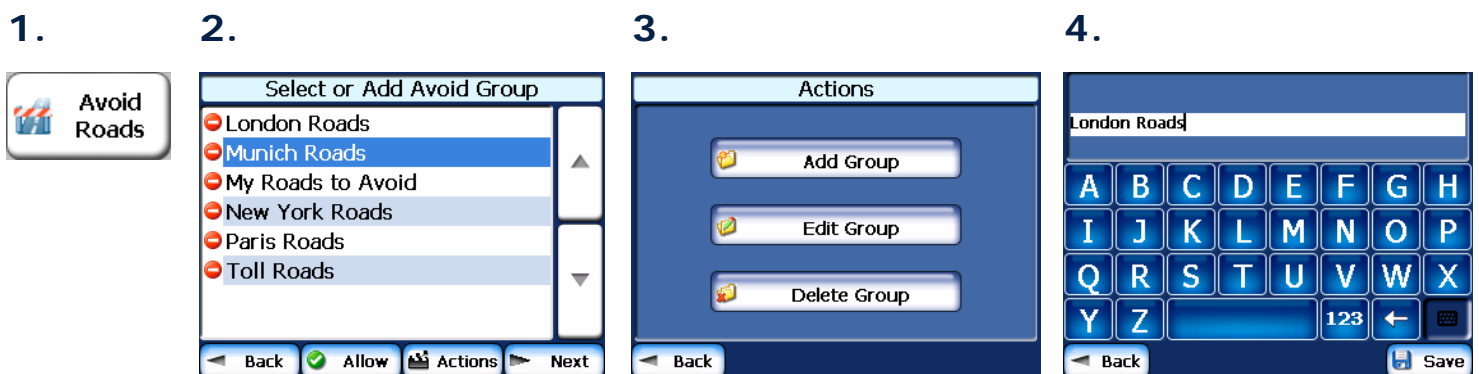 1.
Avoid
Roads
2.
Select or Add Avoid Group
London Roads
Munich Roads
My Roads to Avoid
New York Roads
Paris Roads
Toll Roads
Back Allow Actions Next
3.
Actions
Add Group
Edit Group
Delete Group
Back
4.
London Roads
A B C D E F G H
I J K L M N O P
Q R S T U V W X
Y Z 123 ←
Back Save